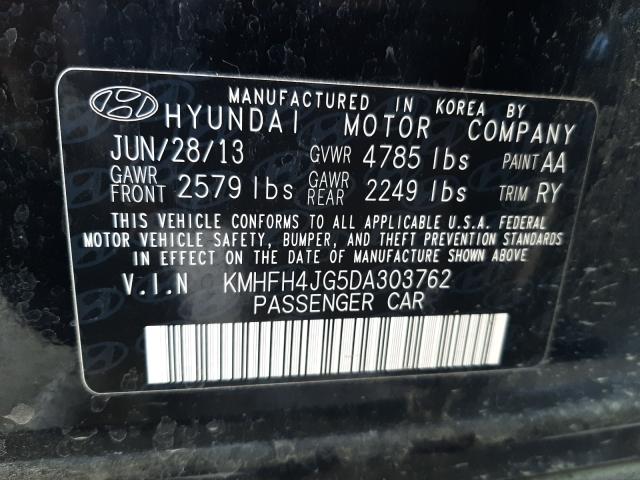 MANUFACTURED IN KOREA BY
HYUNDAI MOTOR COMPANY
JUN/28/13 GVWR 4785 lbs PAINT AA
GAWR FRONT 2579 lbs GAWR REAR 2249 lbs TRIM RY
THIS VEHICLE CONFORMS TO ALL APPLICABLE U.S.A. FEDERAL
MOTOR VEHICLE SAFETY, BUMPER, AND THEFT PREVENTION STANDARDS
IN EFFECT ON THE DATE OF MANUFACTURE SHOWN ABOVE
V.I.N KMHFH4JG5DA303762
PASSENGER CAR